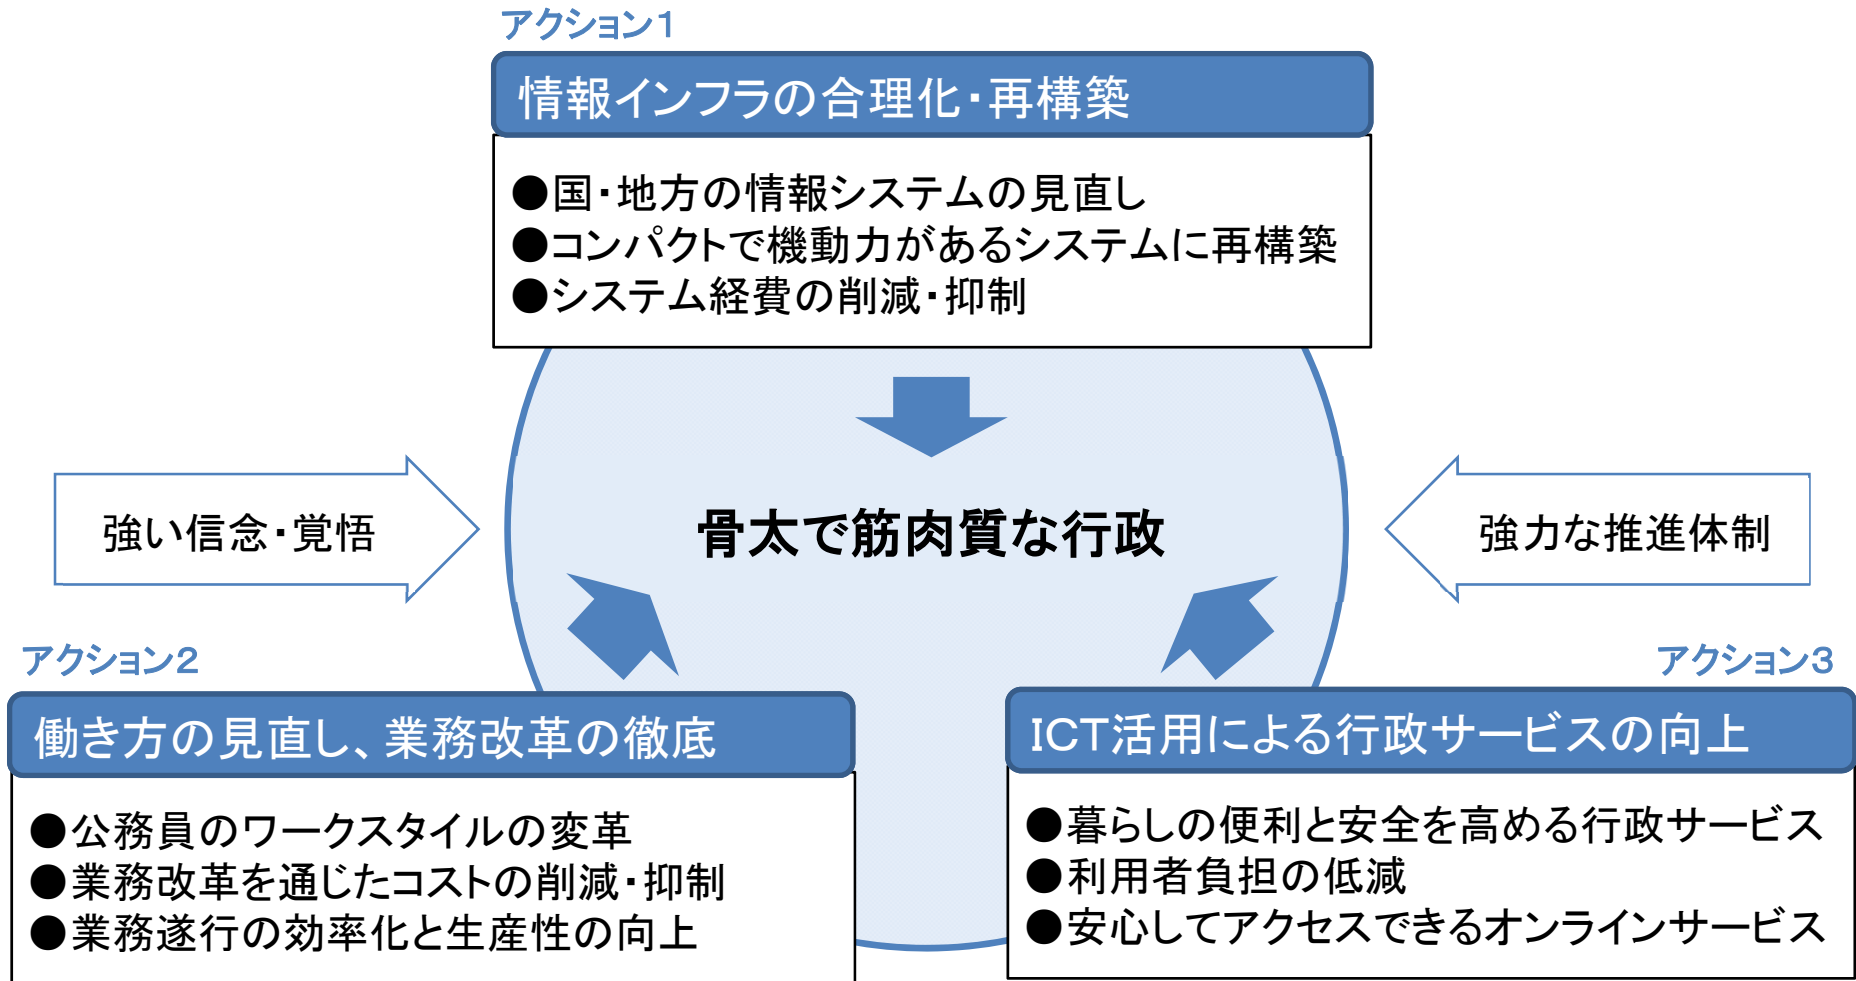 アクション1
情報インフラの合理化・再構築
●国・地方の情報システムの見直し
●コンパクトで機動力があるシステムに再構築
●システム経費の削減・抑制
強い信念・覚悟
骨太で筋肉質な行政
強力な推進体制
アクション2
働き方の見直し、業務改革の徹底
●公務員のワークスタイルの変革
●業務改革を通じたコストの削減・抑制
●業務遂行の効率化と生産性の向上
アクション3
ICT活用による行政サービスの向上
●暮らしの便利と安全を高める行政サービス
●利用者負担の低減
●安心してアクセスできるオンラインサービス